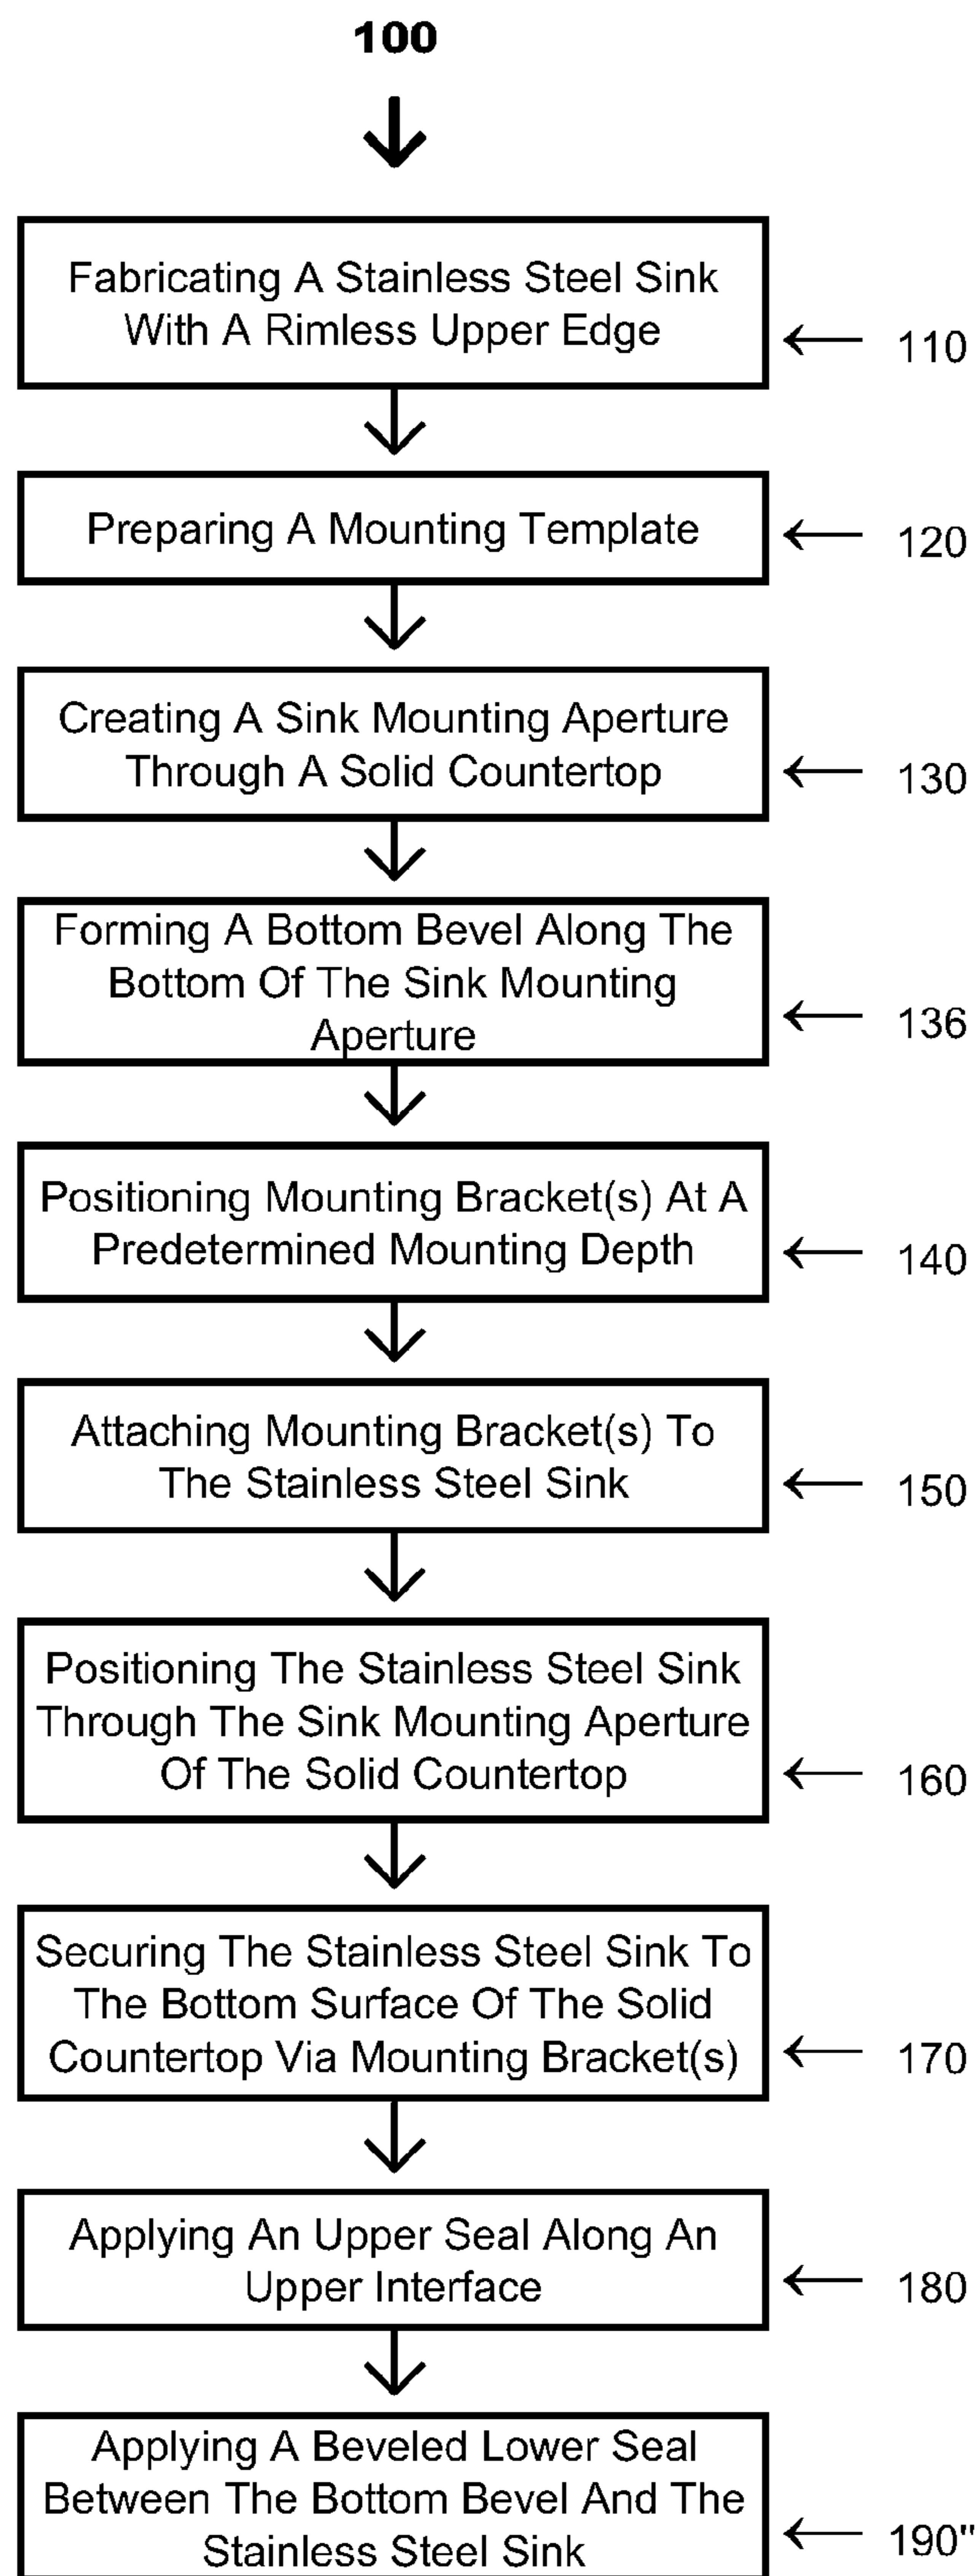 100
Fabricating A Stainless Steel Sink
With A Rimless Upper Edge
110
Preparing A Mounting Template
120
Creating A Sink Mounting Aperture
Through A Solid Countertop
130
Forming A Bottom Bevel Along The
Bottom Of The Sink Mounting
Aperture
136
Positioning Mounting Bracket(s) At A
Predetermined Mounting Depth
140
Attaching Mounting Bracket(s) To
The Stainless Steel Sink
150
Positioning The Stainless Steel Sink
Through The Sink Mounting Aperture
Of The Solid Countertop
160
Securing The Stainless Steel Sink To
The Bottom Surface Of The Solid
Countertop Via Mounting Bracket(s)
170
Applying An Upper Seal Along An
Upper Interface
180
Applying A Beveled Lower Seal
Between The Bottom Bevel And The
Stainless Steel Sink
190"